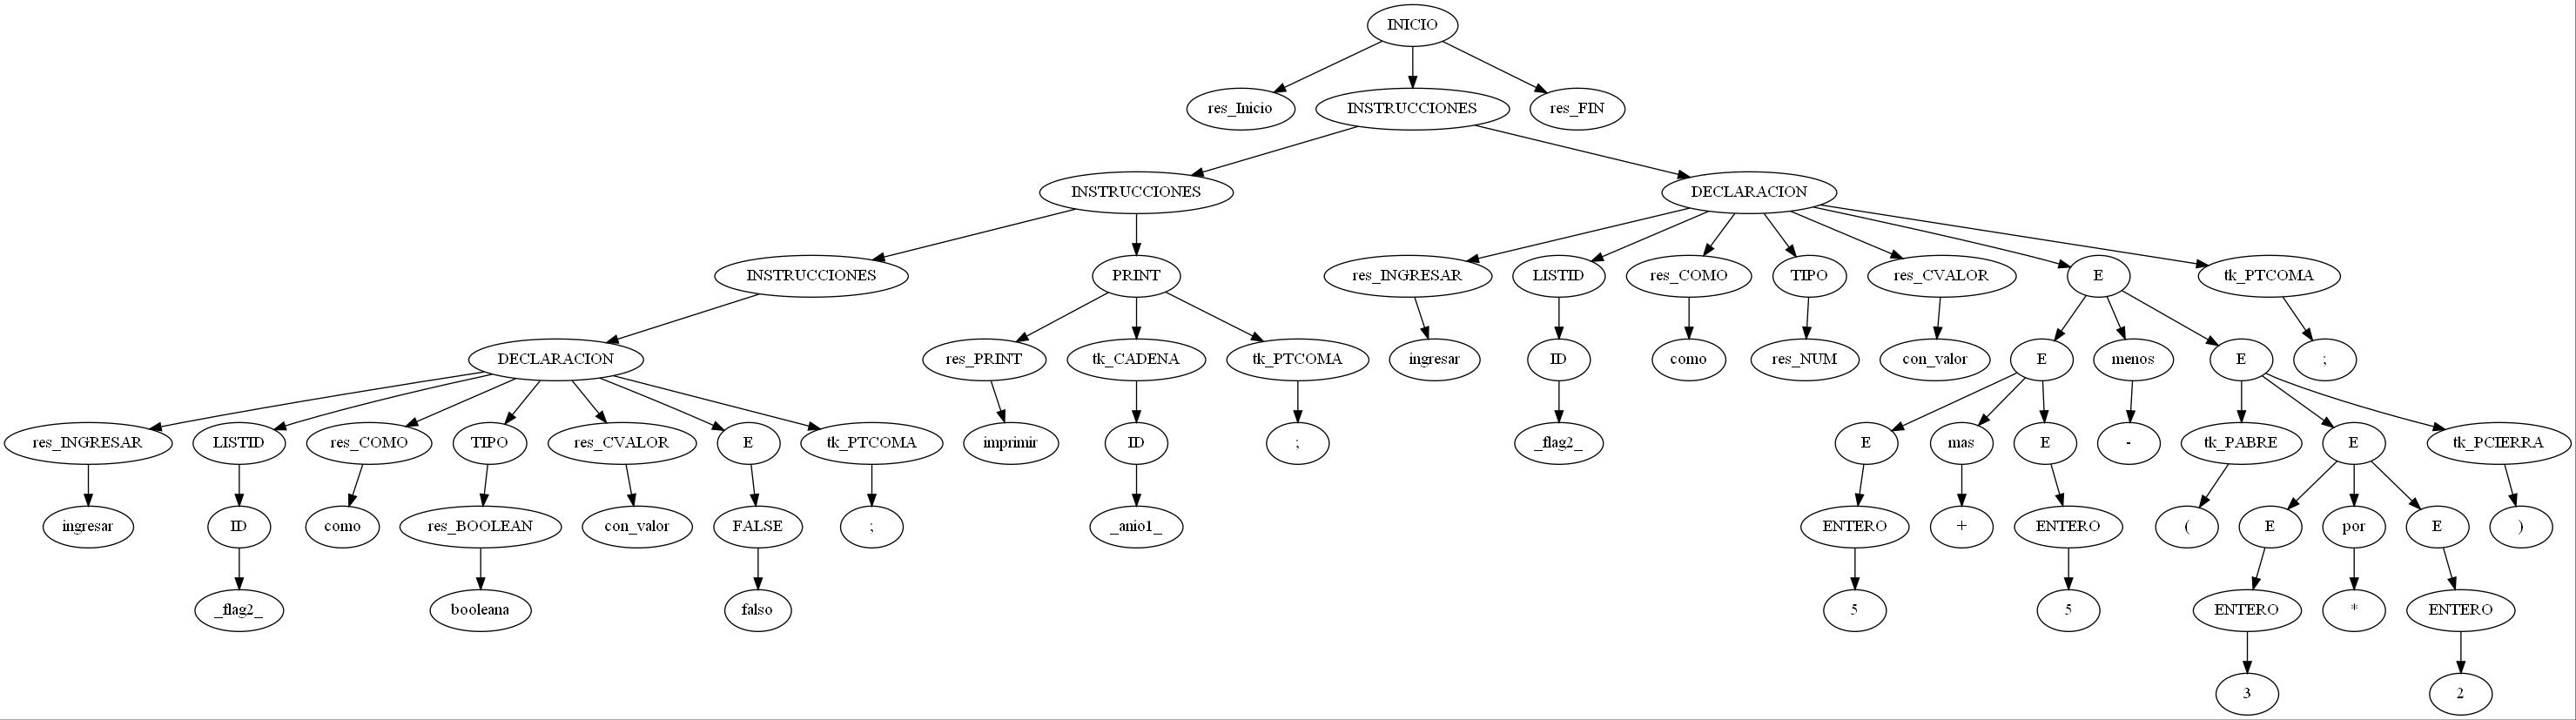 INICIO
res_Inicio INSTRUCCIONES res_FIN
INSTRUCCIONES DECLARACION
INSTRUCCIONES PRINT res_INGRESAR LISTID res_COMO TIPO res_CVALOR E tk_PTCOMA
DECLARACION res_PRINT tk_CADENA tk_PTCOMA ingresar ID como res_NUM con_valor E menos E ;
res_INGRESAR LISTID res_COMO TIPO res_CVALOR E tk_PTCOMA imprimir ID ; _flag2_ E mas E - tk_PABRE E tk_PCIERRA
ingresar ID como res_BOOLEAN con_valor FALSE ; _anio1_ ENTERO + ENTERO ( E por E )
_flag2_ booleana falso 5 5 ENTERO * ENTERO
3 2